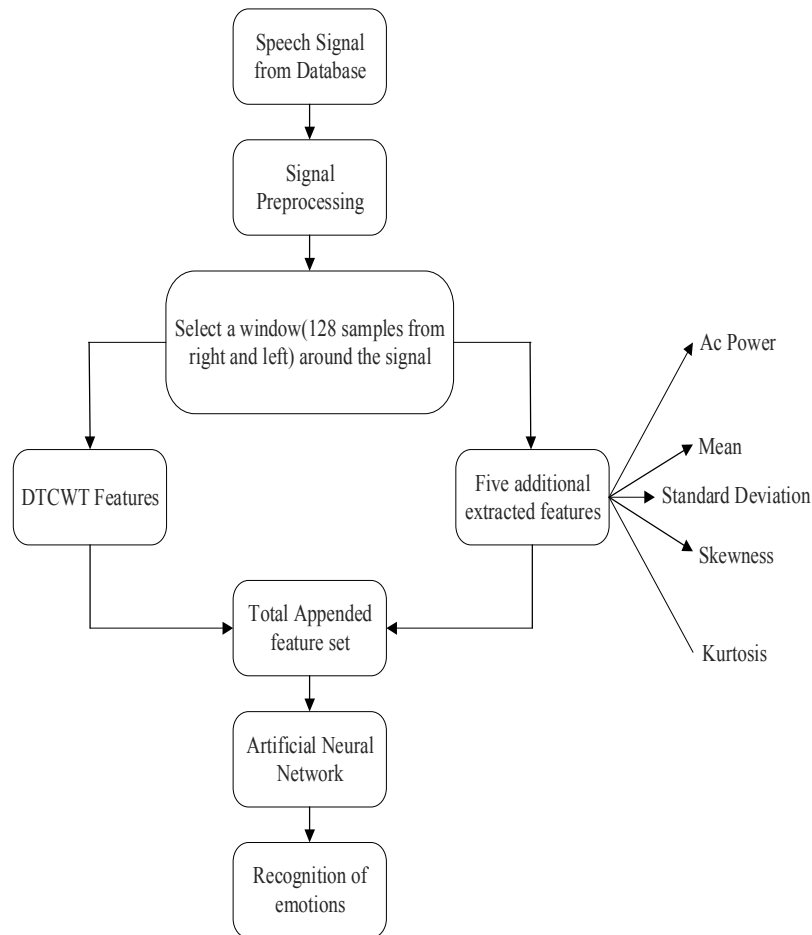 Speech Signal
from Database
Signal
Preprocessing
Select a window(128 samples from
right and left) around the signal
DTCWT Features
Five additional
extracted features
Ac Power
Mean
Standard Deviation
Skewness
Kurtosis
Total Appended
feature set
Artificial Neural
Network
Recognition of
emotions